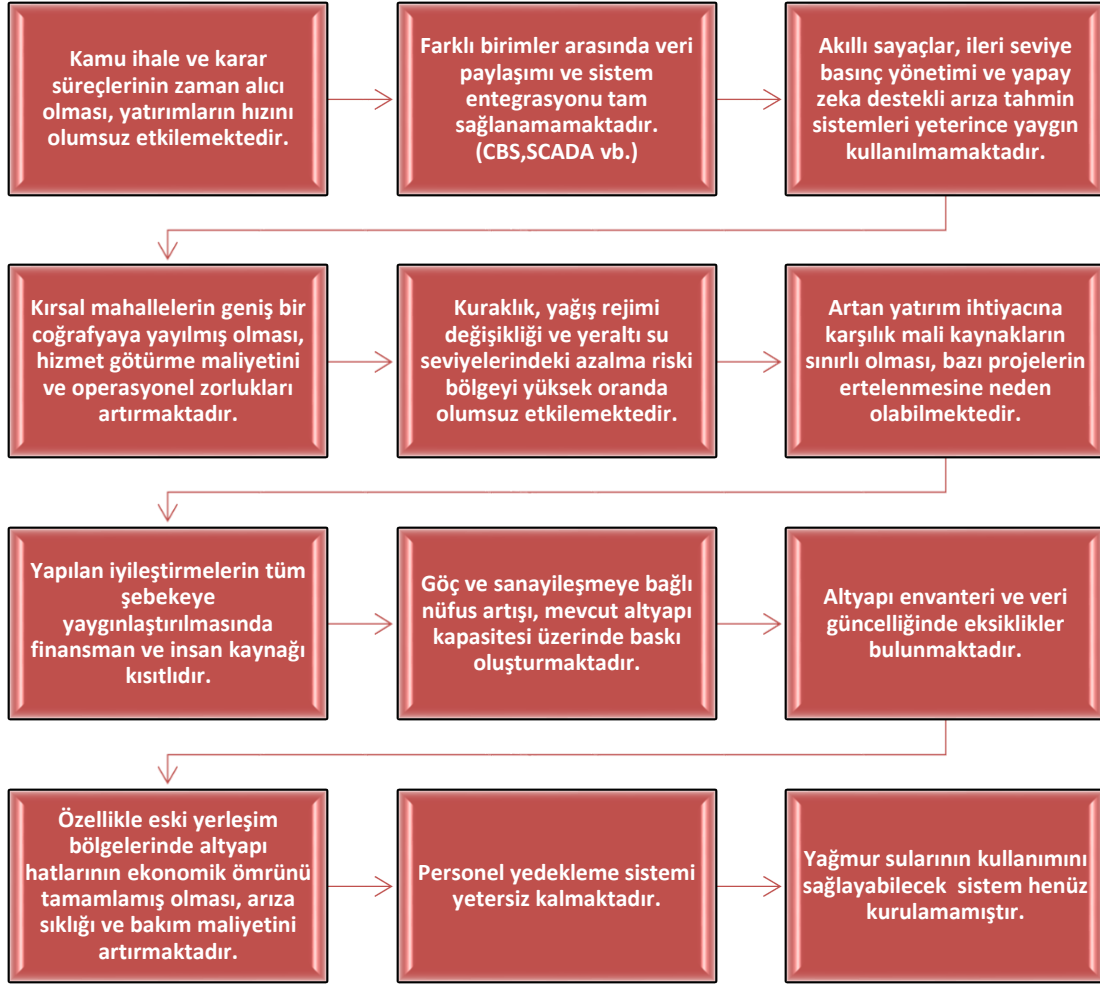 Kamu ihale ve karar
süreçlerinin zaman alıcı
olması, yatırımların hızını
olumsuz etkilemektedir.
Farklı birimler arasında veri
paylaşımı ve sistem
entegrasyonu tam
sağlanamamaktadır.
(CBS,SCADA vb.)
Akıllı sayaçlar, ileri seviye
basınç yönetimi ve yapay
zeka destekli arıza tahmin
sistemleri yeterince yaygın
kullanılmamaktadır.
Kırsal mahallelerin geniş bir
coğrafyaya yayılmış olması,
hizmet götürme maliyetini
ve operasyonel zorlukları
artırmaktadır.
Kuraklık, yağış rejimi
değişikliği ve yeraltı su
seviyelerindeki azalma riski
bölgeyi yüksek oranda
olumsuz etkilemektedir.
Artan yatırım ihtiyacına
karşılık mali kaynakların
sınırlı olması, bazı projelerin
ertelenmesine neden
olabilmektedir.
Yapılan iyileştirmelerin tüm
şebekeye
yaygınlaştırılmasında
finansman ve insan kaynağı
kısıtlıdır.
Göç ve sanayileşmeye bağlı
nüfus artışı, mevcut altyapı
kapasitesi üzerinde baskı
oluşturmaktadır.
Altyapı envanteri ve veri
güncelliğinde eksiklikler
bulunmaktadır.
Özellikle eski yerleşim
bölgelerinde altyapı
hatlarının ekonomik ömrünü
tamamlamış olması, arıza
sıklığı ve bakım maliyetini
artırmaktadır.
Personel yedekleme sistemi
yetersiz kalmaktadır.
Yağmur sularının kullanımını
sağlayabilecek  sistem henüz
kurulamamıştır.